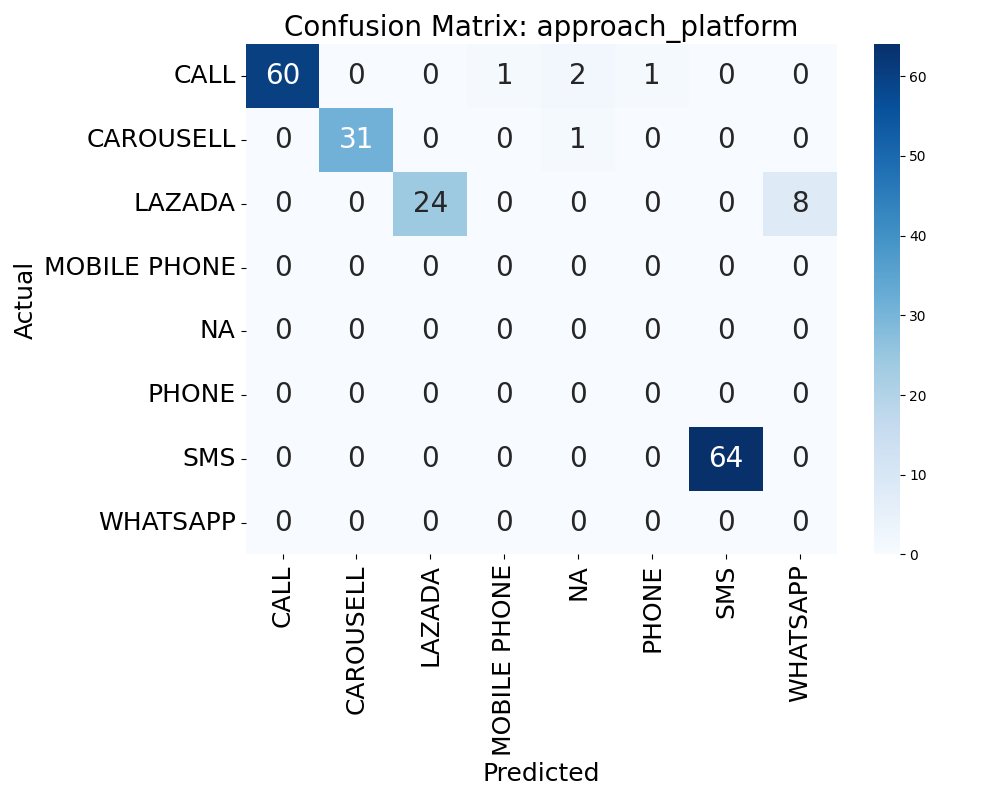 Confusion Matrix: approach_platform
Actual
CALL 60 0 0 1 2 1 0 0
CAROUSELL 0 31 0 0 1 0 0 0
LAZADA 0 0 24 0 0 0 0 8
MOBILE PHONE 0 0 0 0 0 0 0 0
NA 0 0 0 0 0 0 0 0
PHONE 0 0 0 0 0 0 0 0
SMS 0 0 0 0 0 0 64 0
WHATSAPP 0 0 0 0 0 0 0 0
CALL
CAROUSELL
LAZADA
MOBILE PHONE
NA
PHONE
SMS
WHATSAPP
Predicted
60
50
40
30
20
10
0